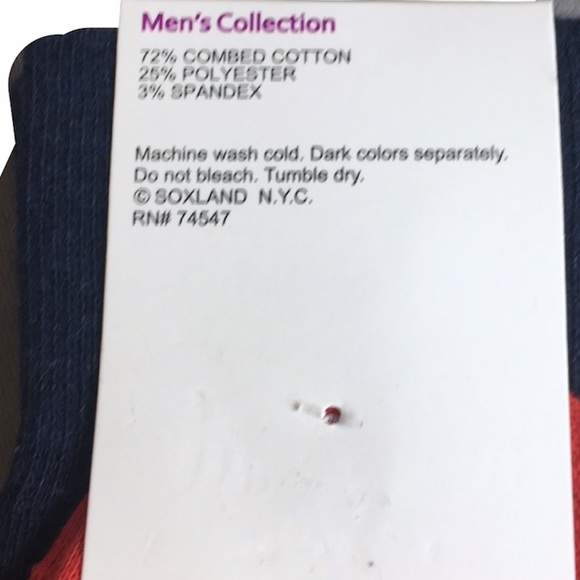 Men's Collection
72% COMBED COTTON
25% POLYESTER
3% SPANDEX
Machine wash cold. Dark colors separately.
Do not bleach. Tumble dry.
© SOXLAND N.Y.C.
RN# 74547